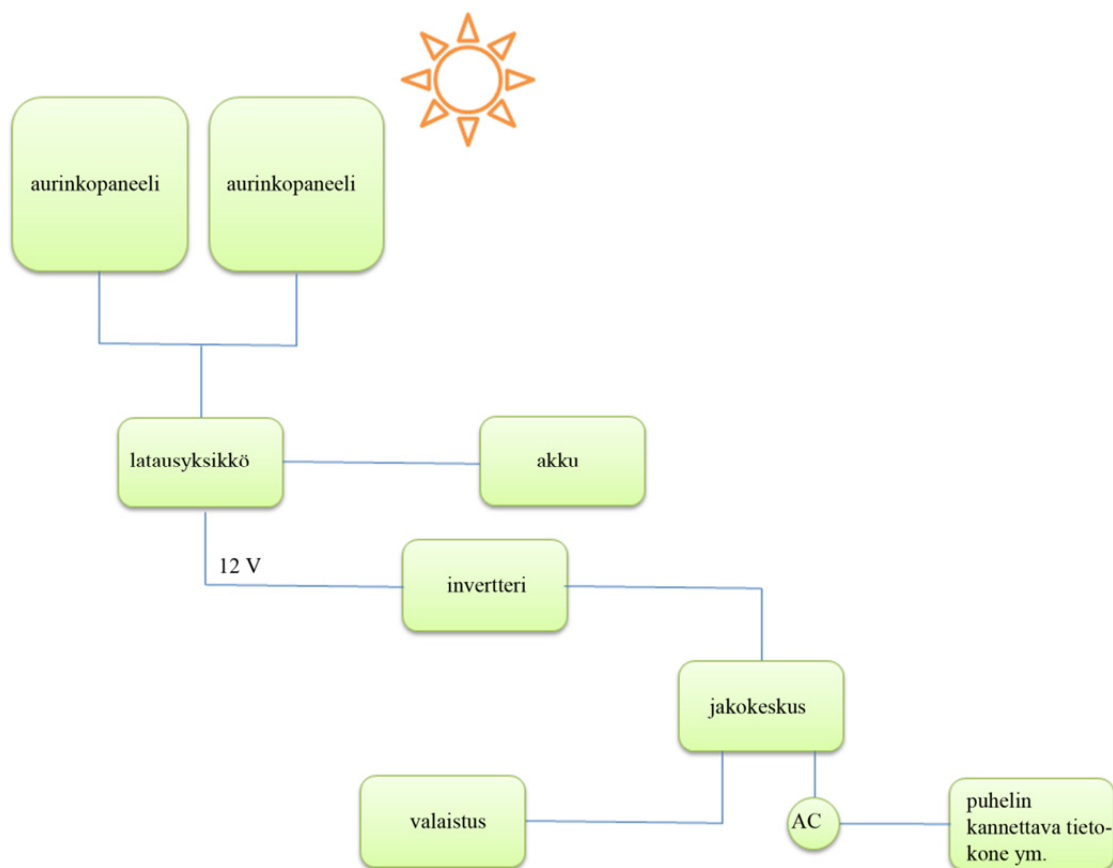 aurinkopaneeli
aurinkopaneeli
latausyksikkö
akku
12 V
invertteri
jakokeskus
valaistus
AC
puhelin
kannettava tieto-
kone ym.